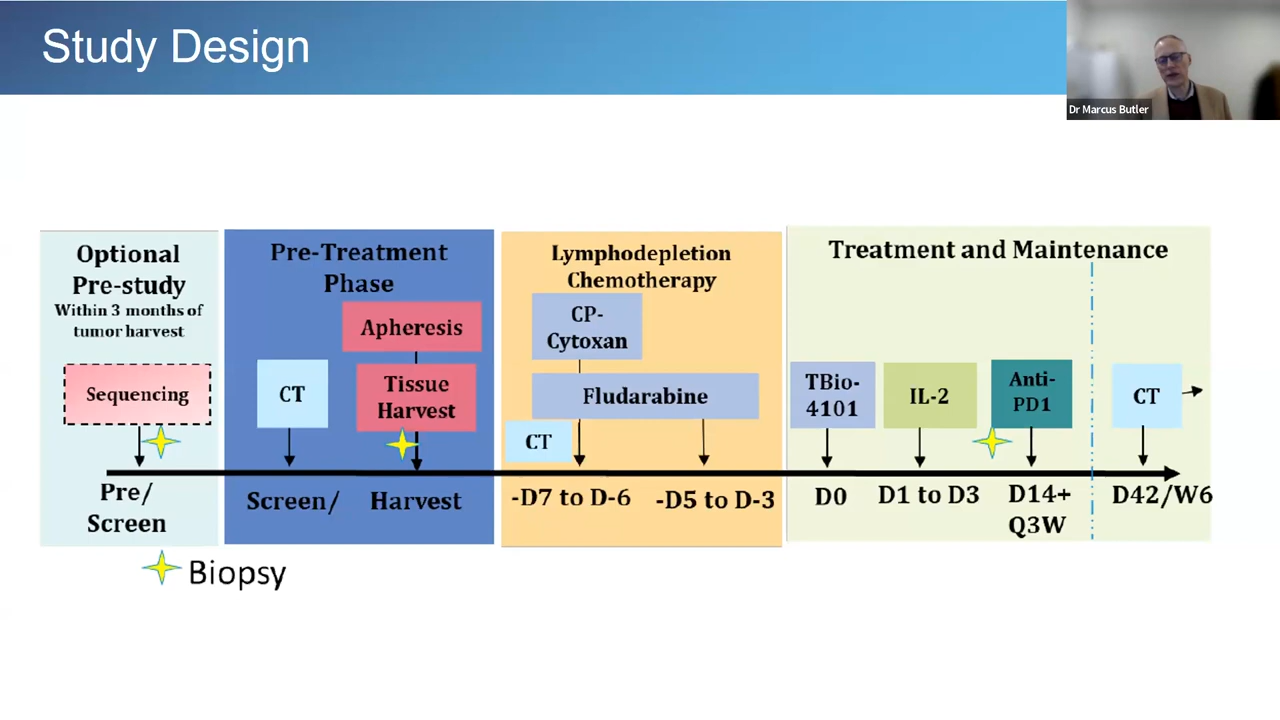 Study Design
Dr Marcus Butler
Optional
Pre-study
Within 3 months of
tumor harvest
Sequencing
Pre/
Screen
Pre-Treatment
Phase
Apheresis
CT
Tissue
Harvest
Screen/
Harvest
Lymphodepletion
Chemotherapy
CP-
Cytoxan
Fludarabine
CT
-D7 to D-6
-D5 to D-3
Treatment and Maintenance
TBio-
4101
IL-2
Anti-
PD1
CT
D0
D1 to D3
D14+
Q3W
D42/W6
Biopsy